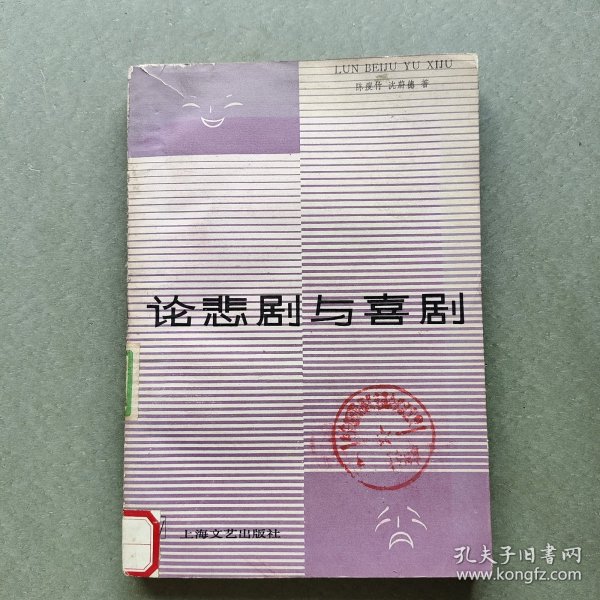 LUN BEIJU YU XIJU
陈瘦竹 沈蔚德 著
论悲剧与喜剧
上海文艺出版社
孔夫子旧书网
www.kongfz.com